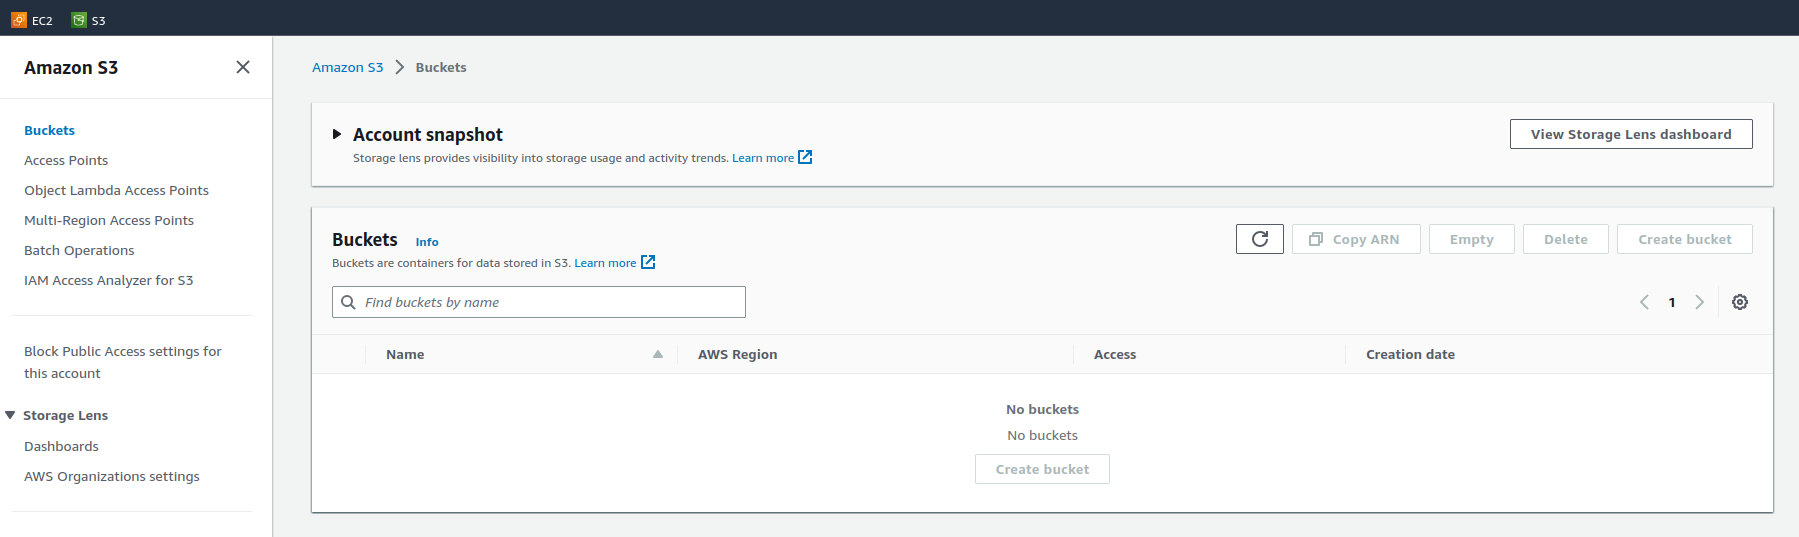 EC2 S3
Amazon S3
Buckets
Access Points
Object Lambda Access Points
Multi-Region Access Points
Batch Operations
IAM Access Analyzer for S3
Block Public Access settings for
this account
Storage Lens
Dashboards
AWS Organizations settings
Amazon S3 Buckets
Account snapshot
Storage lens provides visibility into storage usage and activity trends. Learn more
View Storage Lens dashboard
Buckets Info
Buckets are containers for data stored in S3. Learn more
Copy ARN Empty Delete Create bucket
Find buckets by name
1
Name AWS Region Access Creation date
No buckets
No buckets
Create bucket